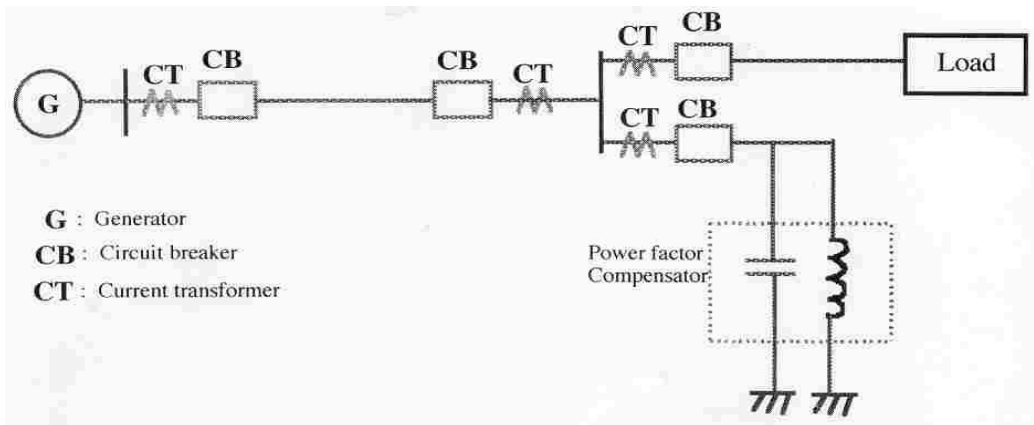 CB
CT
CB
CB
CT
CT
Load
G
CT
CB
G : Generator
CB : Circuit breaker
CT : Current transformer
Power factor
Compensator